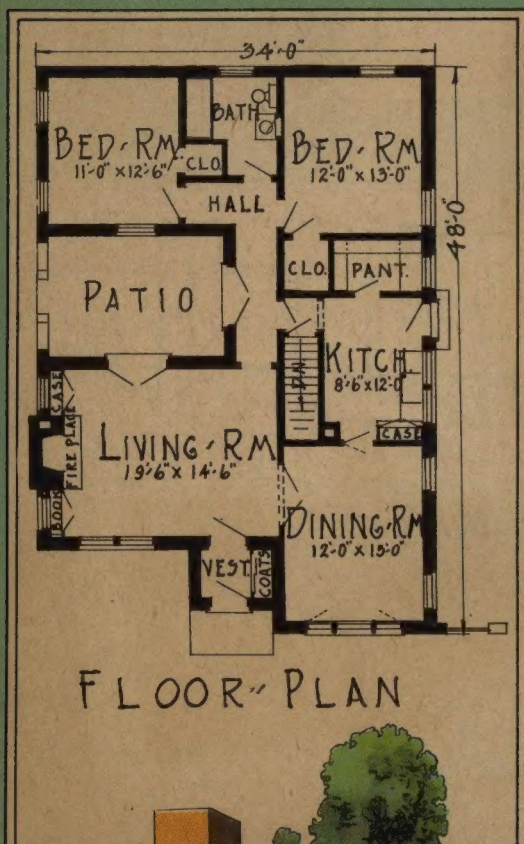 34'-0"
BED-RM
11'-0" x 12'-6"
BATH
CLO.
BED-RM
12'-0" x 13'-0"
HALL
48'-0"
PATIO
CLO.
PANT.
KITCH
8'-6" x 12'-0"
DN.
CASE
CASE
FIRE PLACE
LIVING-RM
19'-6" x 14'-6"
BOOK
DINING-RM
12'-0" x 15'-0"
VEST.
COATS
FLOOR-PLAN